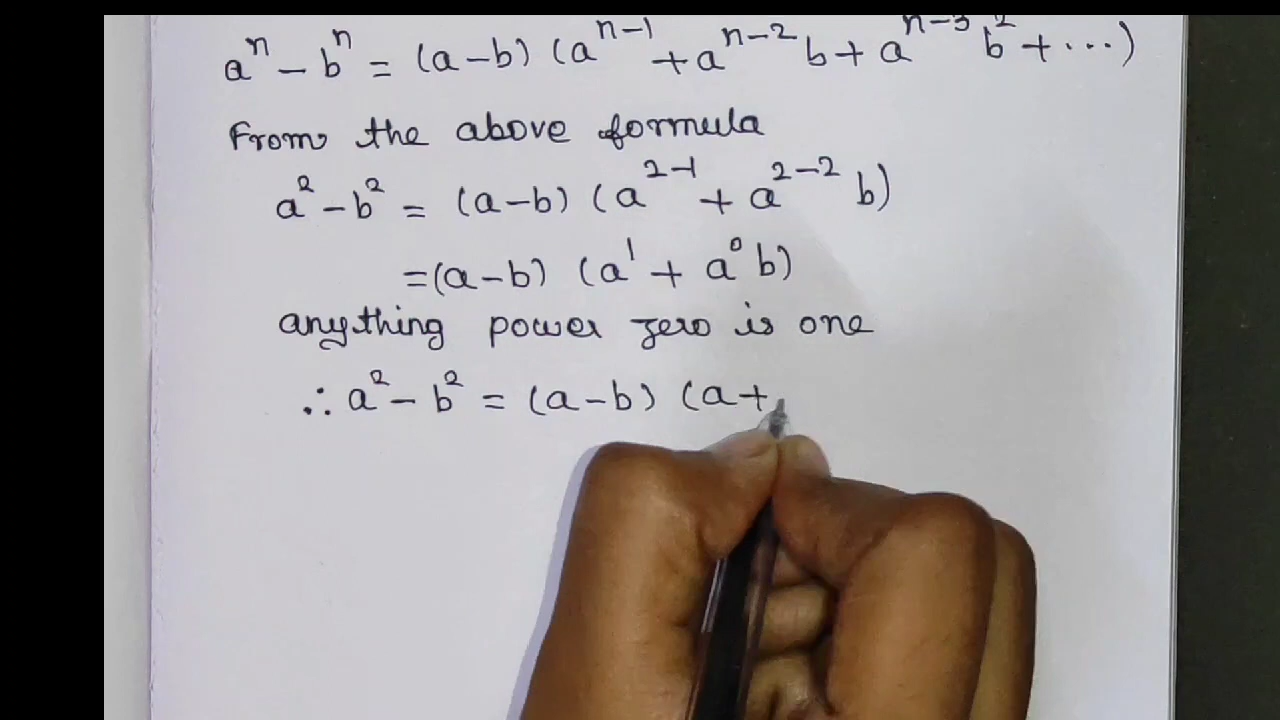 aⁿ - bⁿ = (a-b) (aⁿ⁻¹ + aⁿ⁻² b + aⁿ⁻³ b² + ...)
From the above formula
a² - b² = (a-b) (a²⁻¹ + a²⁻² b)
= (a-b) (a¹ + a⁰ b)
anything power zero is one
∴ a² - b² = (a-b) (a+